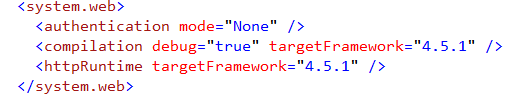 <system.web>
<authentication mode="None" />
<compilation debug="true" targetFramework="4.5.1" />
<httpRuntime targetFramework="4.5.1" />
</system.web>